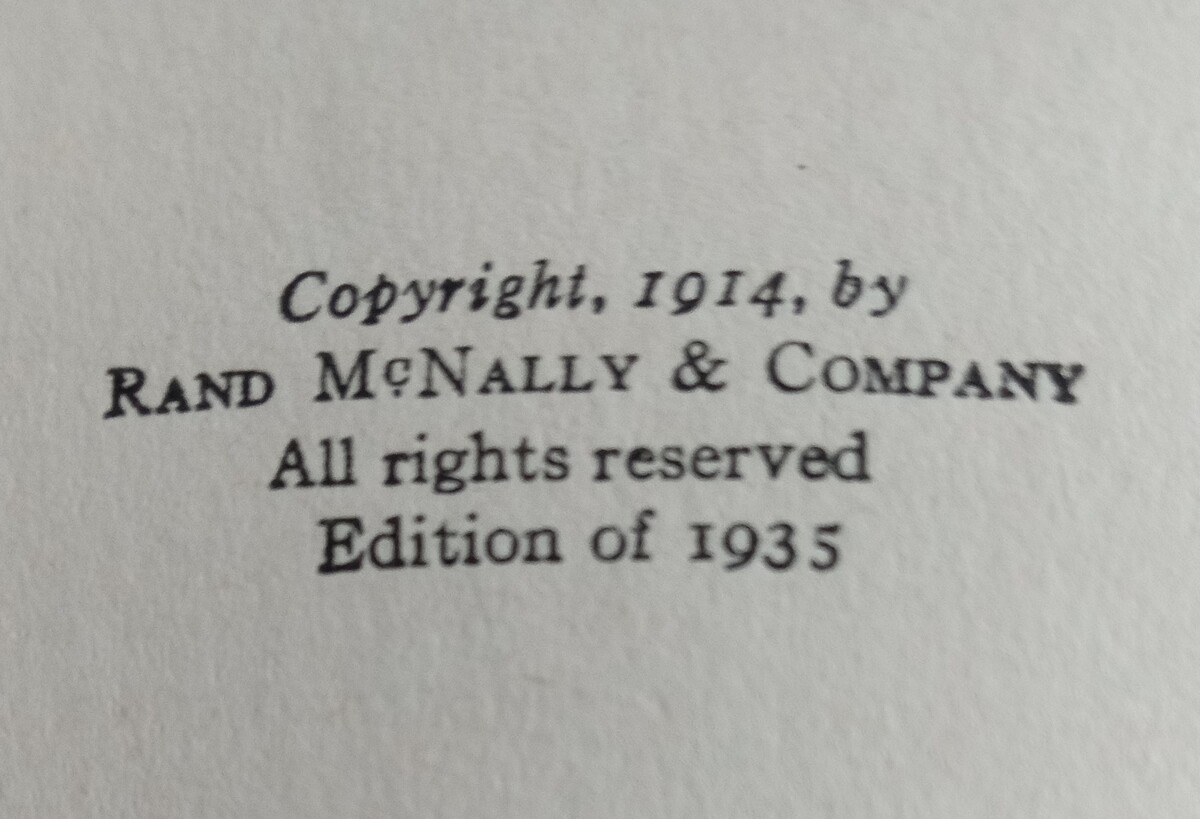 Copyright, 1914, by
RAND McNALLY & COMPANY
All rights reserved
Edition of 1935